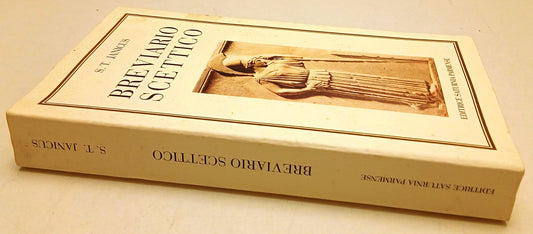 S. T. JANICUS
BREVIARIO
SCETTICO
EDITRICE SATURNIA PARMENSE
S. T. JANICUS
BREVIARIO SCETTICO
EDITRICE SATURNIA PARMENSE